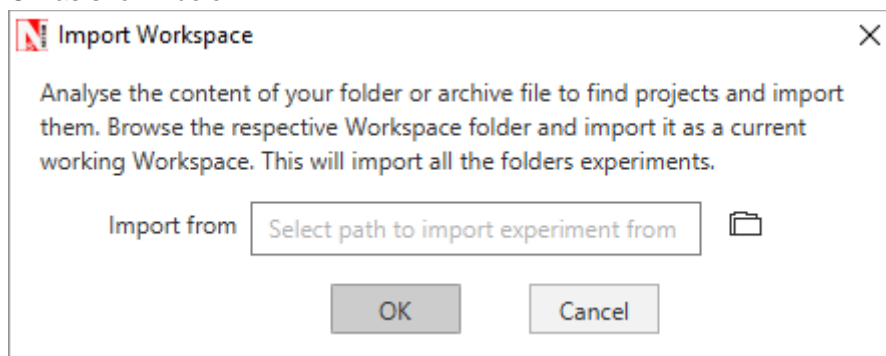 Import Workspace
Analyse the content of your folder or archive file to find projects and import
them. Browse the respective Workspace folder and import it as a current
working Workspace. This will import all the folders experiments.
Import from
Select path to import experiment from
OK
Cancel